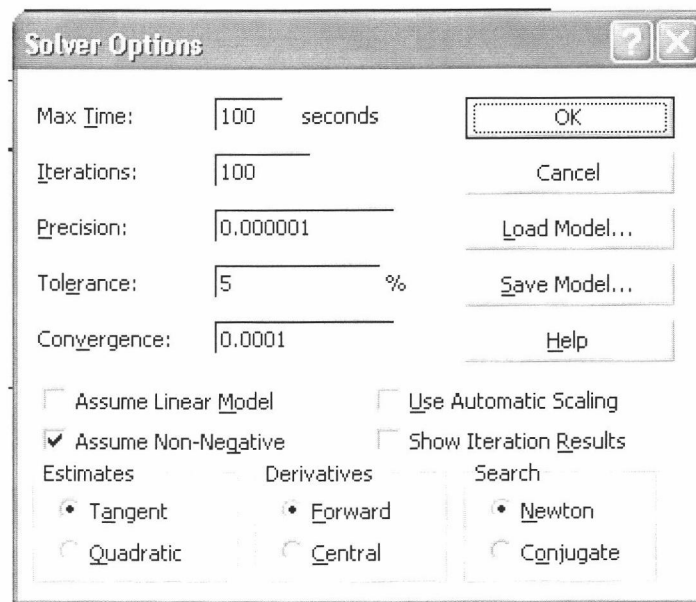 Solver Options
Max Time: 100 seconds
OK
Iterations: 100
Cancel
Precision: 0.000001
Load Model...
Tolerance: 5 %
Save Model...
Convergence: 0.0001
Help
Assume Linear Model
Use Automatic Scaling
Assume Non-Negative
Show Iteration Results
Estimates
Derivatives
Search
Tangent
Forward
Newton
Quadratic
Central
Conjugate